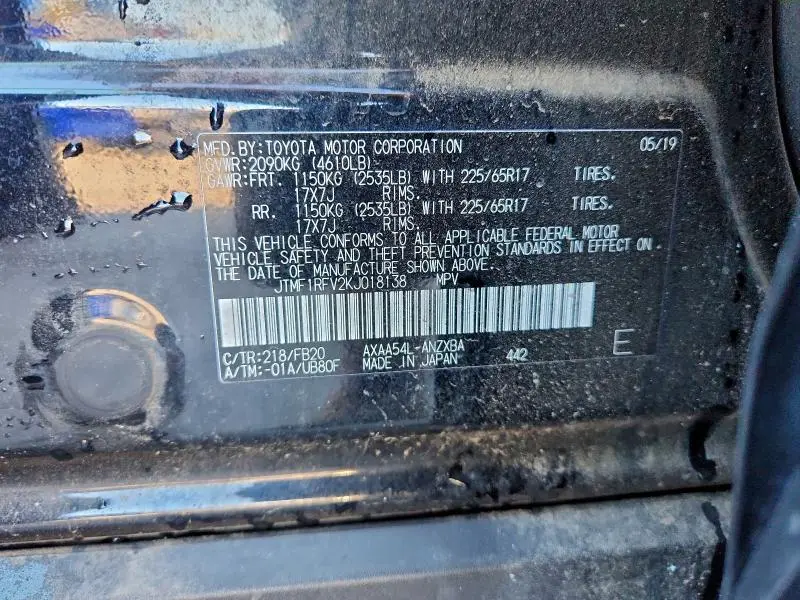 MFD. BY: TOYOTA MOTOR CORPORATION 05/19
GVWR: 2090KG (4610LB)
GAWR: FRT. 1150KG (2535LB) WITH 225/65R17 TIRES.
17X7J RIMS.
RR. 1150KG (2535LB) WITH 225/65R17 TIRES.
17X7J RIMS.
THIS VEHICLE CONFORMS TO ALL APPLICABLE FEDERAL MOTOR
VEHICLE SAFETY AND THEFT PREVENTION STANDARDS IN EFFECT ON
THE DATE OF MANUFACTURE SHOWN ABOVE.
JTMF1RFV2KJ018138 MPV
C/TR: 218/FB20 AXAA54L-ANZXBA
A/TM: -01A/UB80F MADE IN JAPAN 442 E